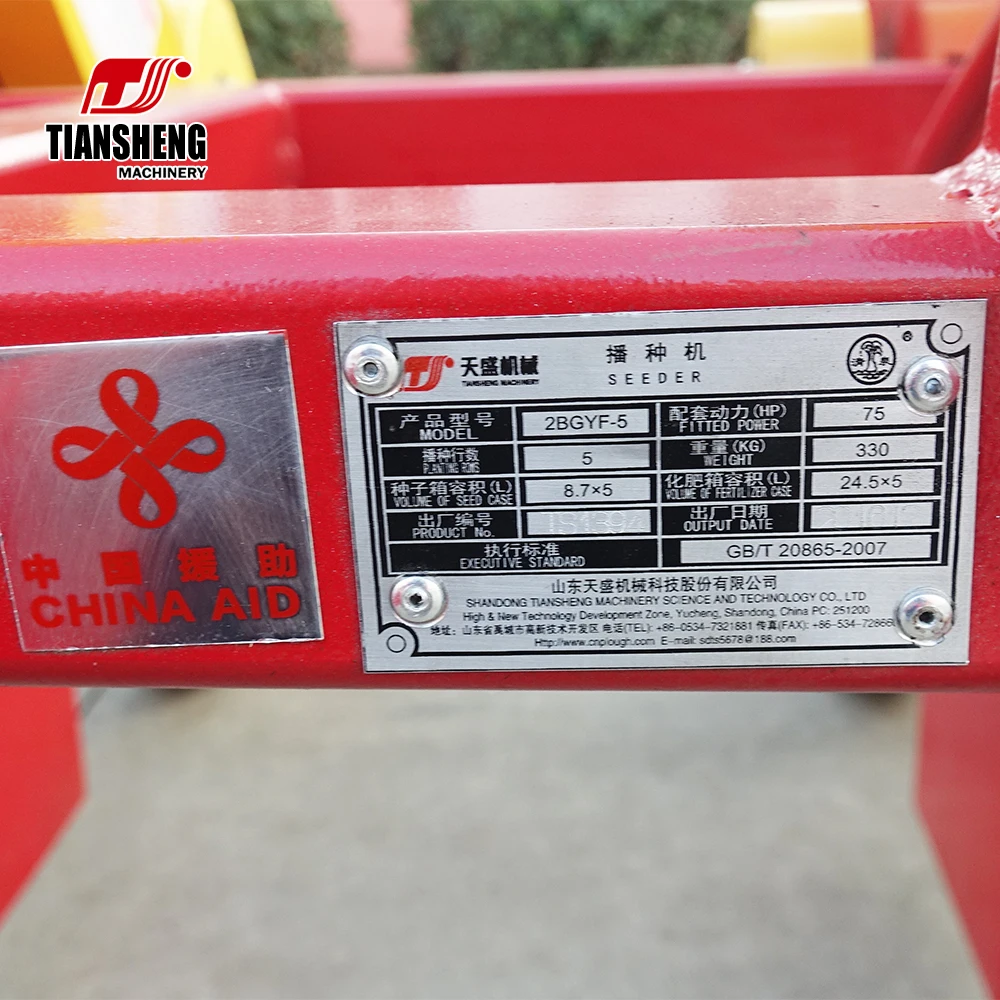 TIANSHENG
MACHINERY
中国援助
CHINA AID
天盛机械
TIANSHENG MACHINERY
播种机
SEEDER
®
产品型号
MODEL
2BGYF-5
配套动力(HP)
FITTED POWER
75
播种行数
PLANTING ROWS
5
重量(KG)
WEIGHT
330
种子箱容积(L)
VOLUME OF SEED CASE
8.7×5
化肥箱容积(L)
VOLUME OF FERTILIZER CASE
24.5×5
出厂编号
PRODUCT No.
TS1394
出厂日期
OUTPUT DATE
执行标准
EXECUTIVE STANDARD
GB/T 20865-2007
山东天盛机械科技股份有限公司
SHANDONG TIANSHENG MACHINERY SCIENCE AND TECHNOLOGY CO., LTD
High & New Technology Development Zone, Yucheng, Shandong, China PC: 251200
地址：山东省禹城市高新技术开发区 电话(TEL): +86-0534-7321881 传真(FAX): +86-534-728666
Http://www.cnplough.com E-mail: sdts5678@188.com